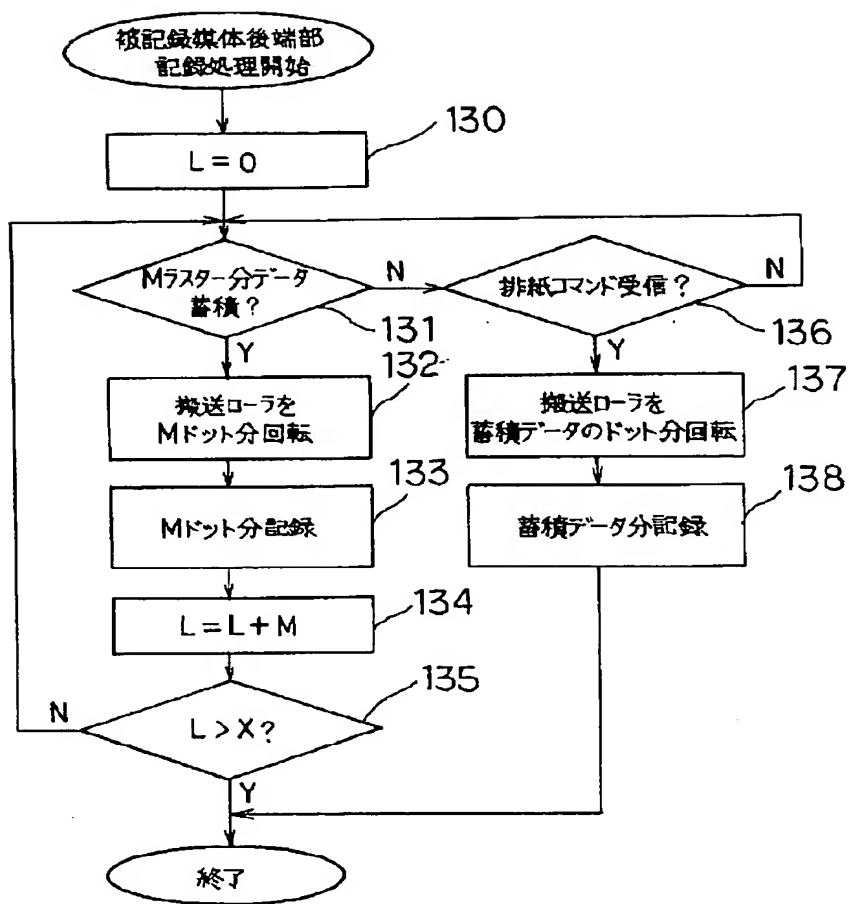 被記録媒体後端部
記録処理開始
130
L=0
Mラスター分データ
蓄積?
N
131
Y
排紙コマンド受信?
N
136
Y
132
搬送ローラを
Mドット分回転
137
搬送ローラを
蓄積データのドット分回転
133
Mドット分記録
138
蓄積データ分記録
134
L=L+M
135
N
L>X?
Y
終了